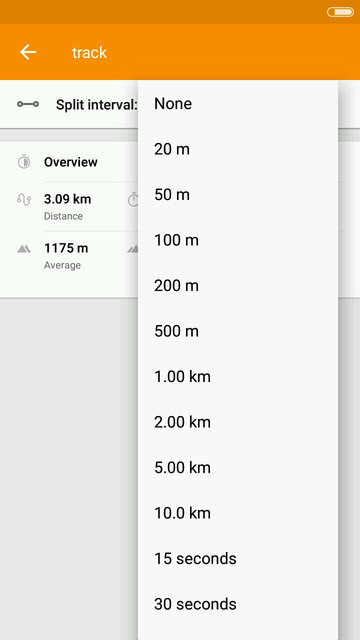 track
Split interval:
None
20 m
50 m
100 m
200 m
500 m
1.00 km
2.00 km
5.00 km
10.0 km
15 seconds
30 seconds
Overview
3.09 km
Distance
1175 m
Average